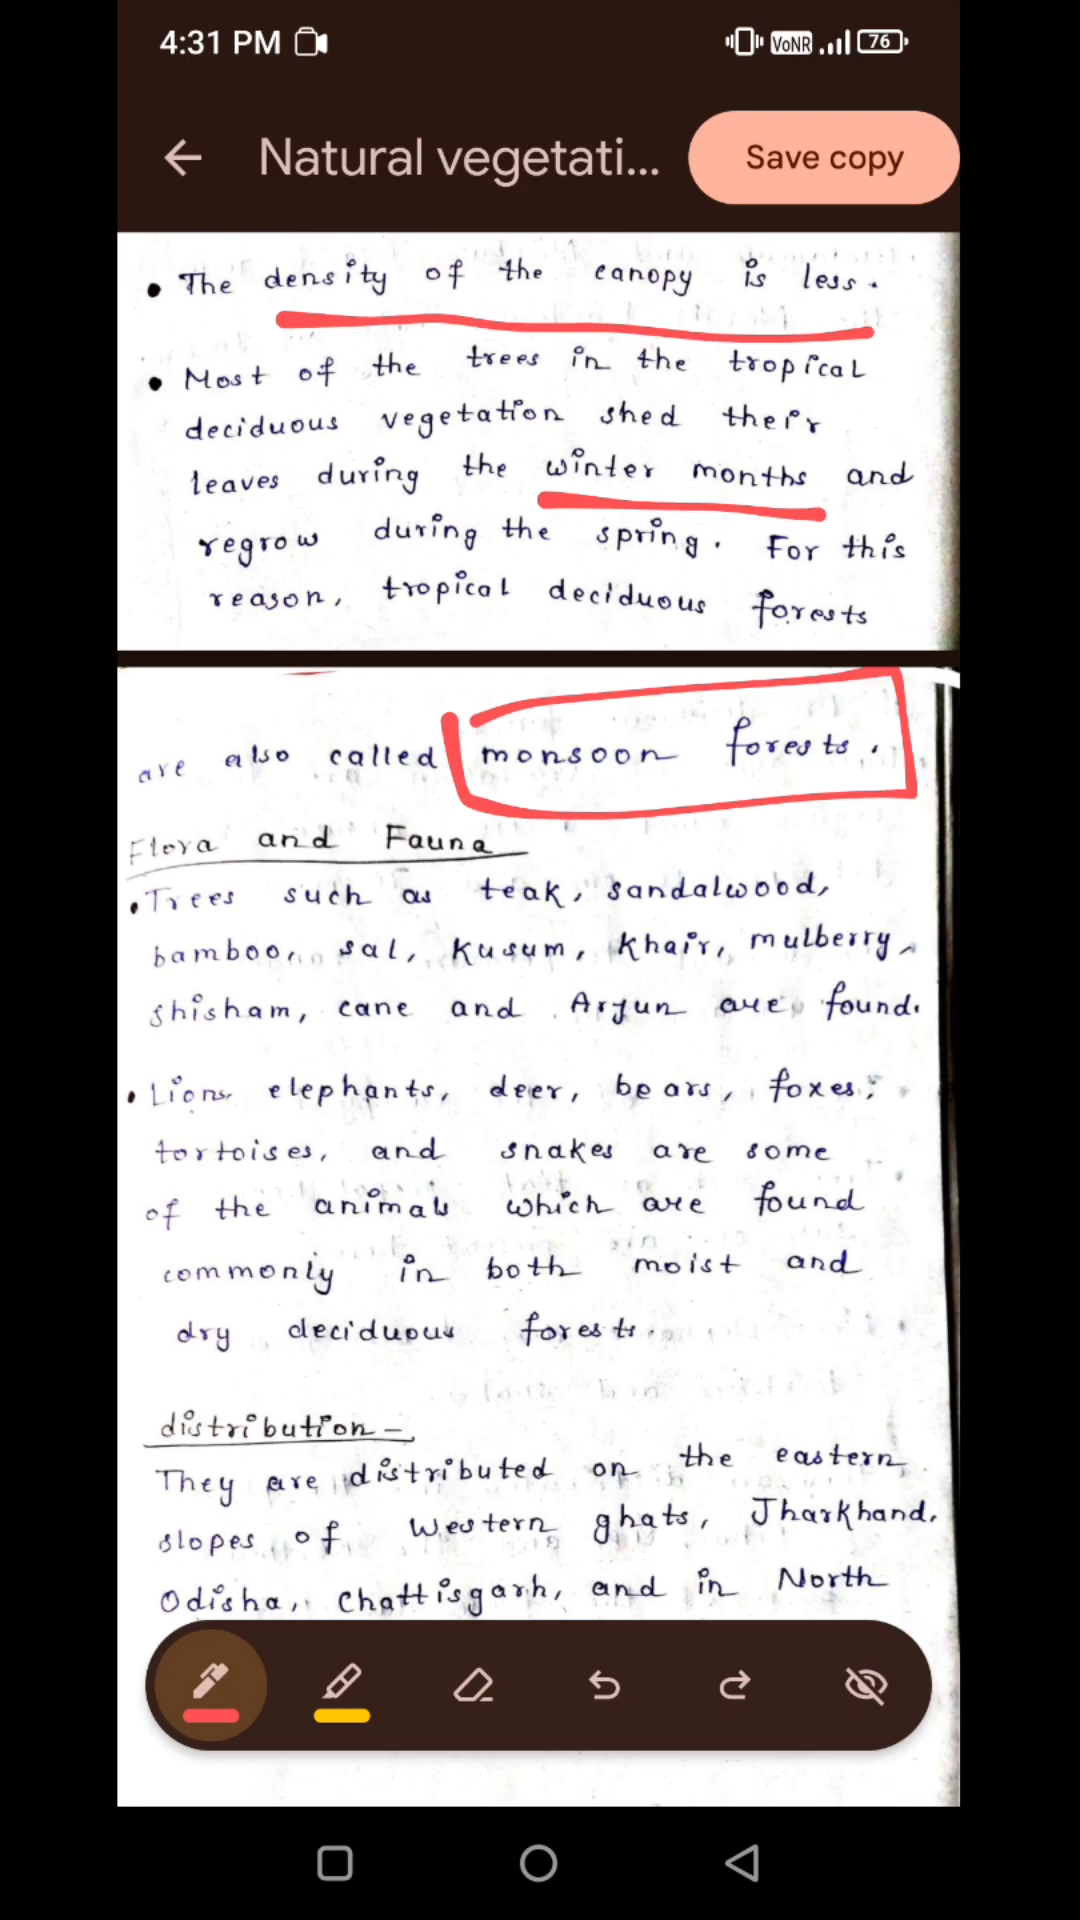 4:31 PM
VoNR
76
Natural vegetati...
Save copy
• The density of the canopy is less.
• Most of the trees in the tropical
deciduous vegetation shed their
leaves during the winter months and
regrow during the spring. For this
reason, tropical deciduous forests
are also called monsoon forests.
Flora and Fauna
• Trees such as teak, sandalwood,
bamboo, sal, Kusum, Khair, mulberry,
shisham, cane and Arjun are found.
• Lions, elephants, deer, bears, foxes,
tortoises, and snakes are some
of the animals which are found
commonly in both moist and
dry deciduous forests.
distribution -
They are distributed on the eastern
slopes of Western ghats, Jharkhand,
Odisha, Chattisgarh, and in North